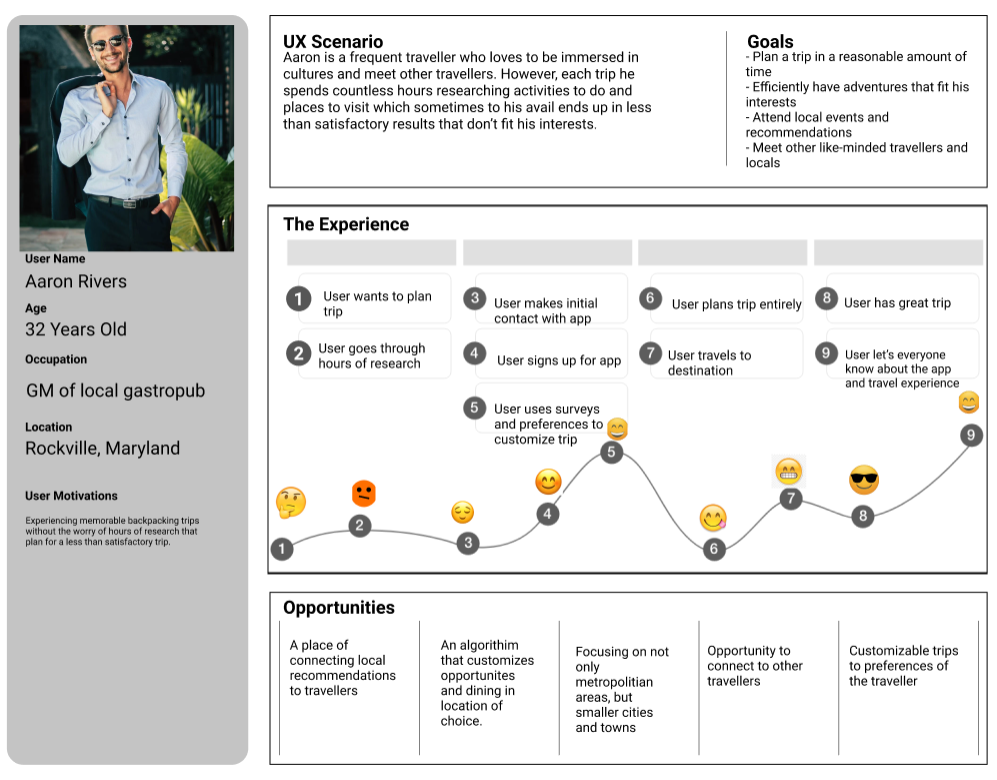 User Name
Aaron Rivers
Age
32 Years Old
Occupation
GM of local gastropub
Location
Rockville, Maryland
User Motivations
Experiencing memorable backpacking trips
without the worry of hours of research that
plan for a less than satisfactory trip.
UX Scenario
Aaron is a frequent traveller who loves to be immersed in
cultures and meet other travellers. However, each trip he
spends countless hours researching activities to do and
places to visit which sometimes to his avail ends up in less
than satisfactory results that don't fit his interests.
Goals
- Plan a trip in a reasonable amount of
time
- Efficiently have adventures that fit his
interests
- Attend local events and
recommendations
- Meet other like-minded travellers and
locals
The Experience
1 User wants to plan
trip
2 User goes through
hours of research
3 User makes initial
contact with app
4 User signs up for app
5 User uses surveys
and preferences to
customize trip
6 User plans trip entirely
7 User travels to
destination
8 User has great trip
9 User let's everyone
know about the app
and travel experience
1
2
3
4
5
6
7
8
9
Opportunities
A place of
connecting local
recommendations
to travellers
An algorithim
that customizes
opportunites
and dining in
location of
choice.
Focusing on not
only
metropolitian
areas, but
smaller cities
and towns
Opportunity to
connect to other
travellers
Customizable trips
to preferences of
the traveller